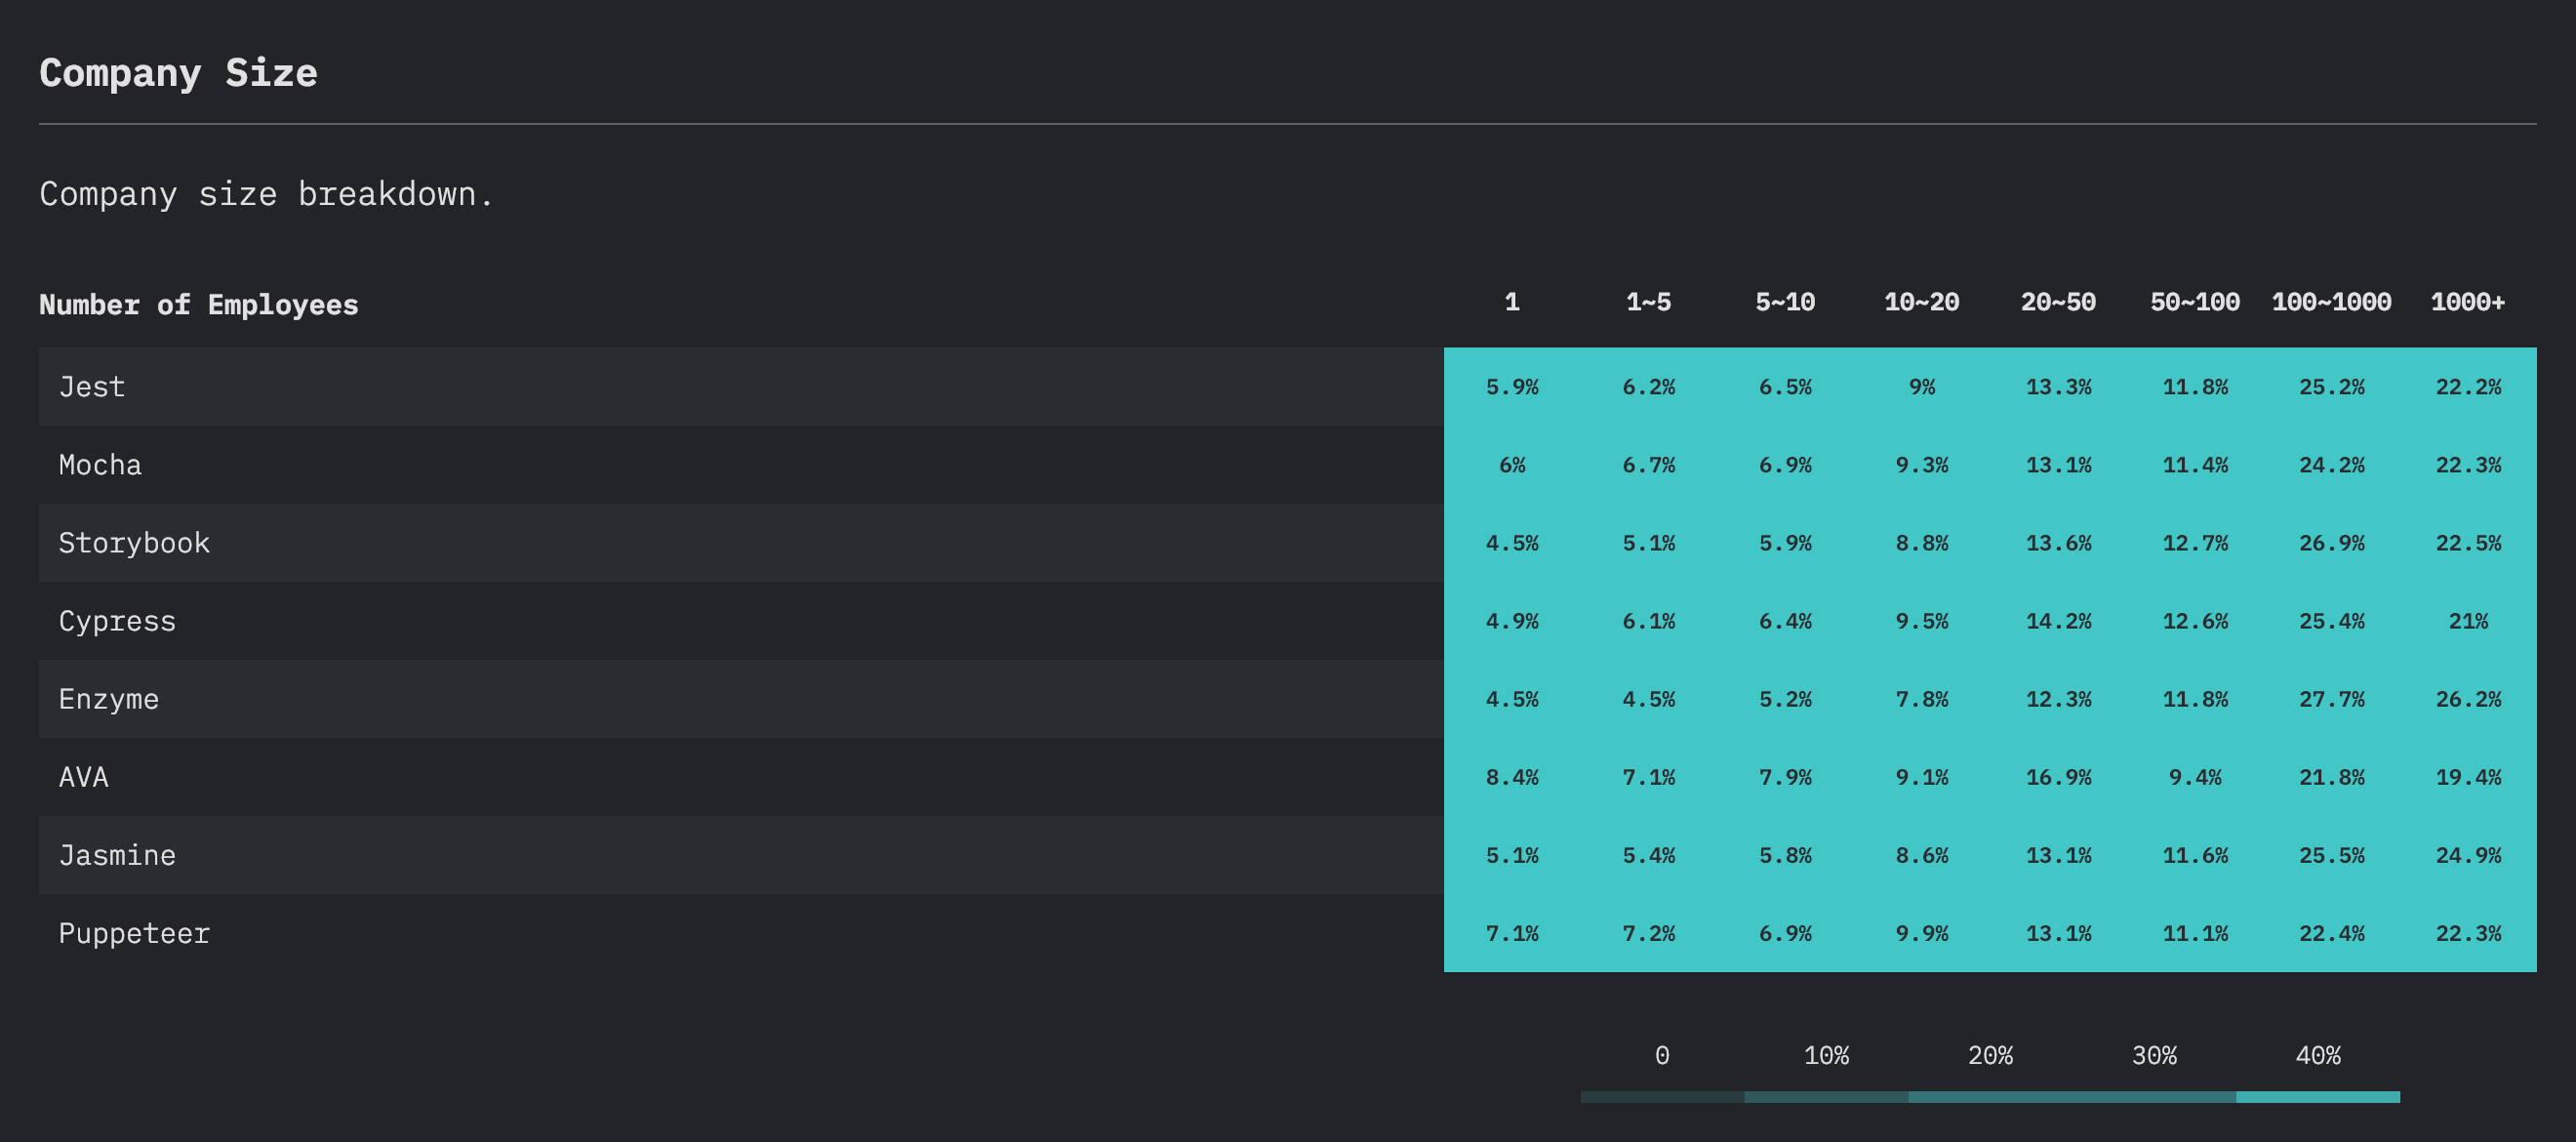 Company Size
Company size breakdown.
Number of Employees 1 1~5 5~10 10~20 20~50 50~100 100~1000 1000+
Jest 5.9% 6.2% 6.5% 9% 13.3% 11.8% 25.2% 22.2%
Mocha 6% 6.7% 6.9% 9.3% 13.1% 11.4% 24.2% 22.3%
Storybook 4.5% 5.1% 5.9% 8.8% 13.6% 12.7% 26.9% 22.5%
Cypress 4.9% 6.1% 6.4% 9.5% 14.2% 12.6% 25.4% 21%
Enzyme 4.5% 4.5% 5.2% 7.8% 12.3% 11.8% 27.7% 26.2%
AVA 8.4% 7.1% 7.9% 9.1% 16.9% 9.4% 21.8% 19.4%
Jasmine 5.1% 5.4% 5.8% 8.6% 13.1% 11.6% 25.5% 24.9%
Puppeteer 7.1% 7.2% 6.9% 9.9% 13.1% 11.1% 22.4% 22.3%
0 10% 20% 30% 40%